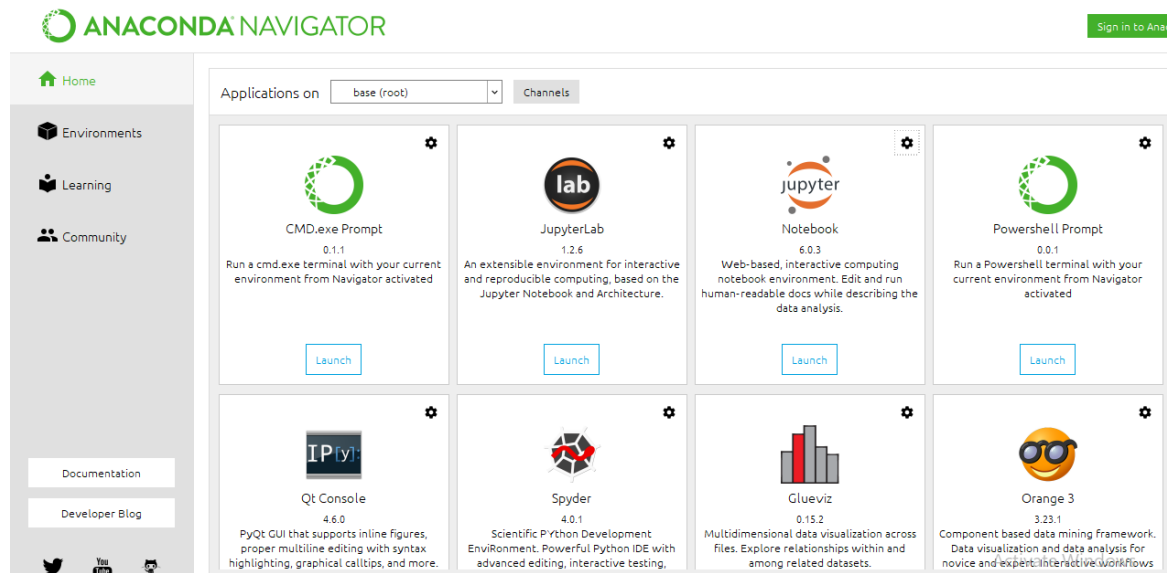 ANACONDA NAVIGATOR
Sign in to Ana
Home
Environments
Learning
Community
Documentation
Developer Blog
You
Tube
Applications on
base (root)
Channels
CMD.exe Prompt
0.1.1
Run a cmd.exe terminal with your current
environment from Navigator activated
Launch
lab
JupyterLab
1.2.6
An extensible environment for interactive
and reproducible computing, based on the
Jupyter Notebook and Architecture.
Launch
jupyter
Notebook
6.0.3
Web-based, interactive computing
notebook environment. Edit and run
human-readable docs while describing the
data analysis.
Launch
Powershell Prompt
0.0.1
Run a Powershell terminal with your
current environment from Navigator
activated
Launch
IP[y]:
Qt Console
4.6.0
PyQt GUI that supports inline figures,
proper multiline editing with syntax
highlighting, graphical calltips, and more.
Spyder
4.0.1
Scientific PYthon Development
EnviRonment. Powerful Python IDE with
advanced editing, interactive testing,
Glueviz
0.15.2
Multidimensional data visualization across
files. Explore relationships within and
among related datasets.
Orange 3
3.23.1
Component based data mining framework.
Data visualization and data analysis for
novice and expert. Interactive workflows
Activate Windows